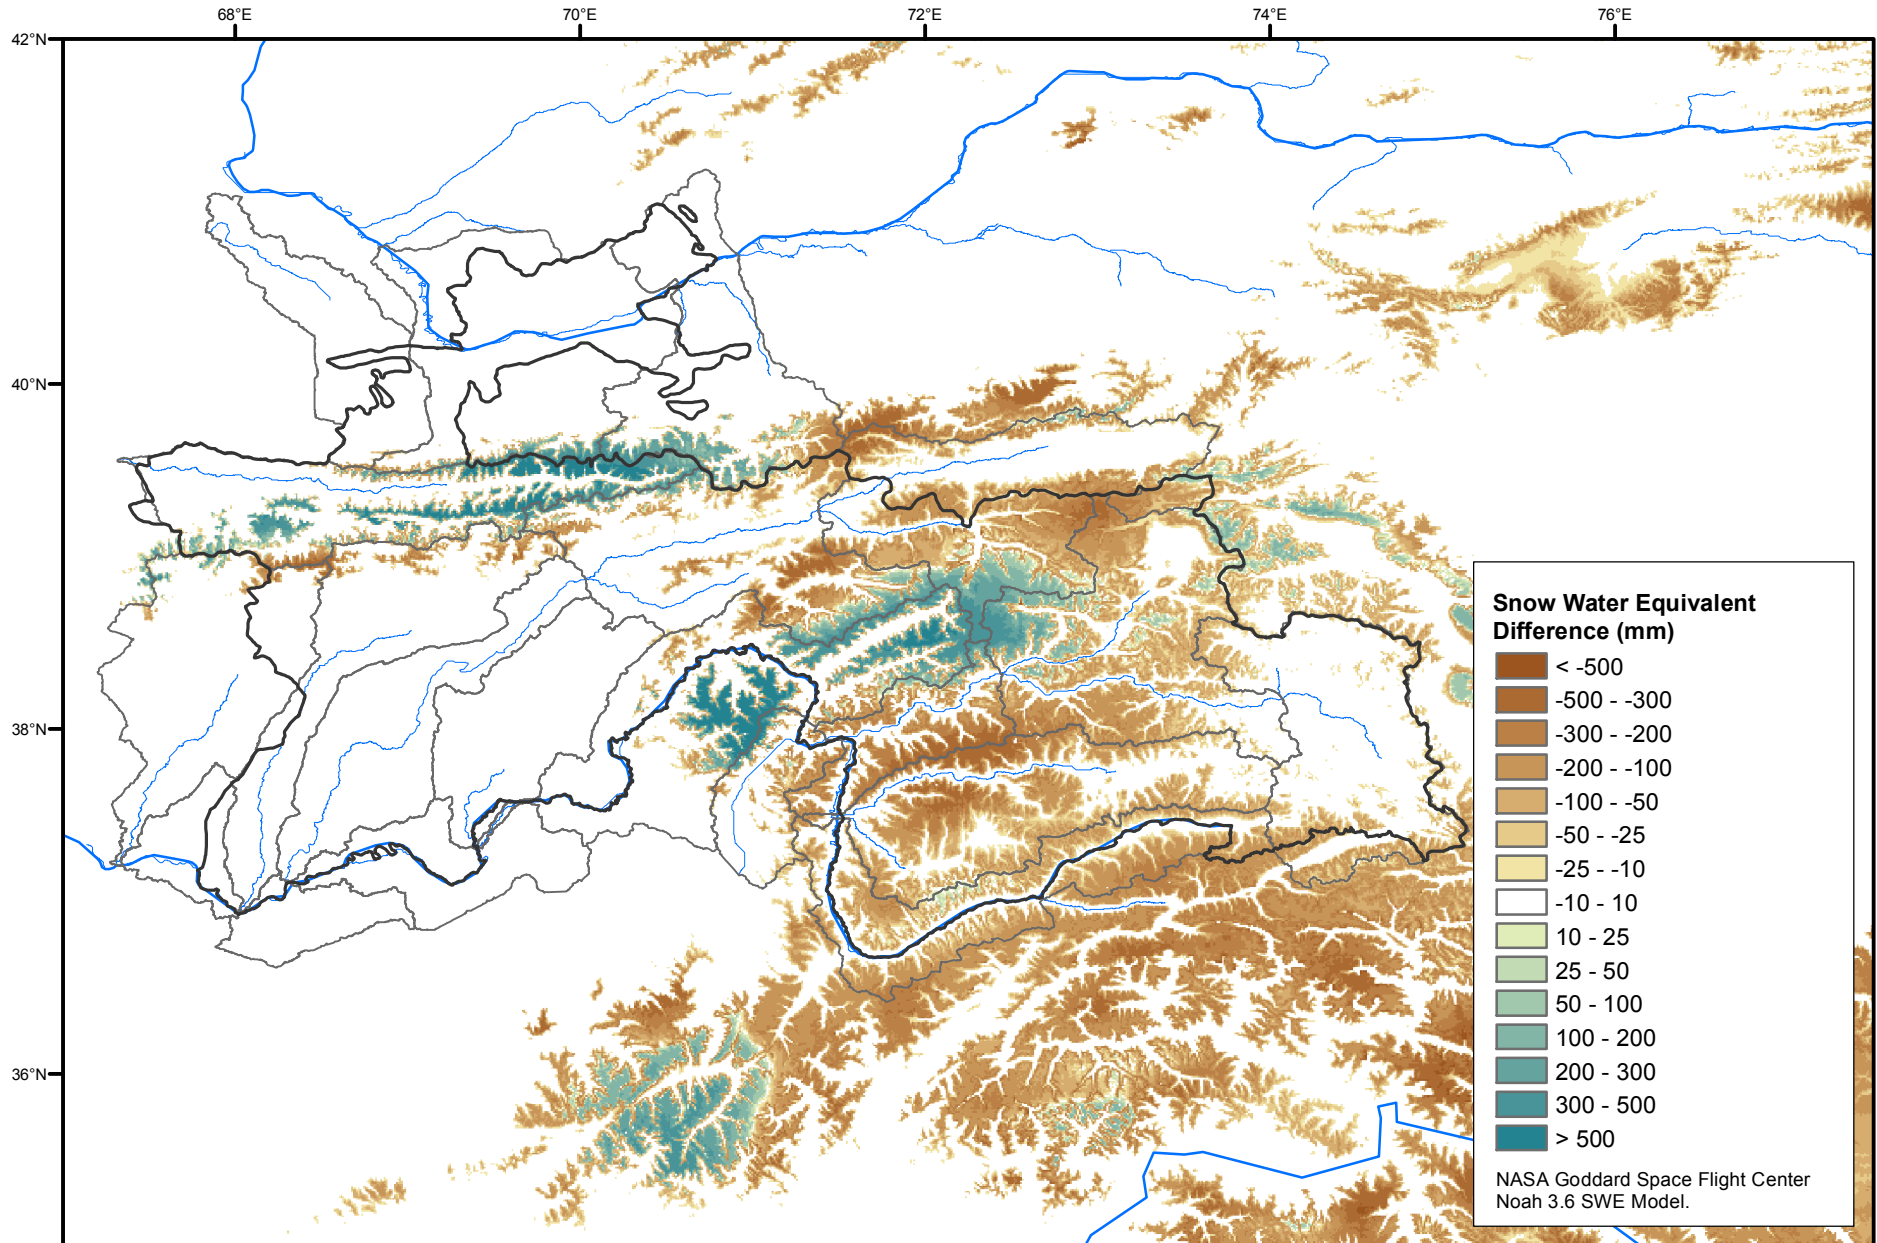 68°E
70°E
72°E
74°E
76°E
42°N
40°N
38°N
36°N
Snow Water Equivalent
Difference (mm)
< -500
-500 - -300
-300 - -200
-200 - -100
-100 - -50
-50 - -25
-25 - -10
-10 - 10
10 - 25
25 - 50
50 - 100
100 - 200
200 - 300
300 - 500
> 500
NASA Goddard Space Flight Center
Noah 3.6 SWE Model.